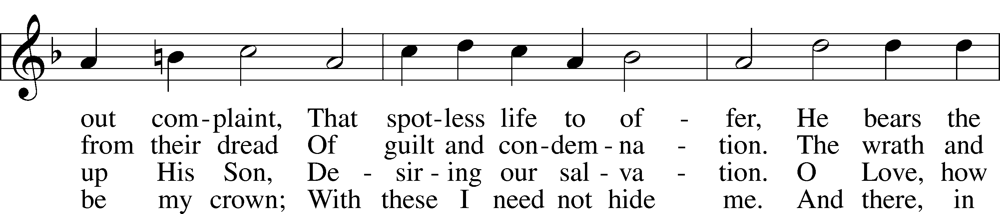 out com-plaint, That spot-less life to of - fer, He bears the
from their dread Of guilt and con-dem - na - tion. The wrath and
up His Son, De - sir - ing our sal - va - tion. O Love, how
be my crown; With these I need not hide me. And there, in